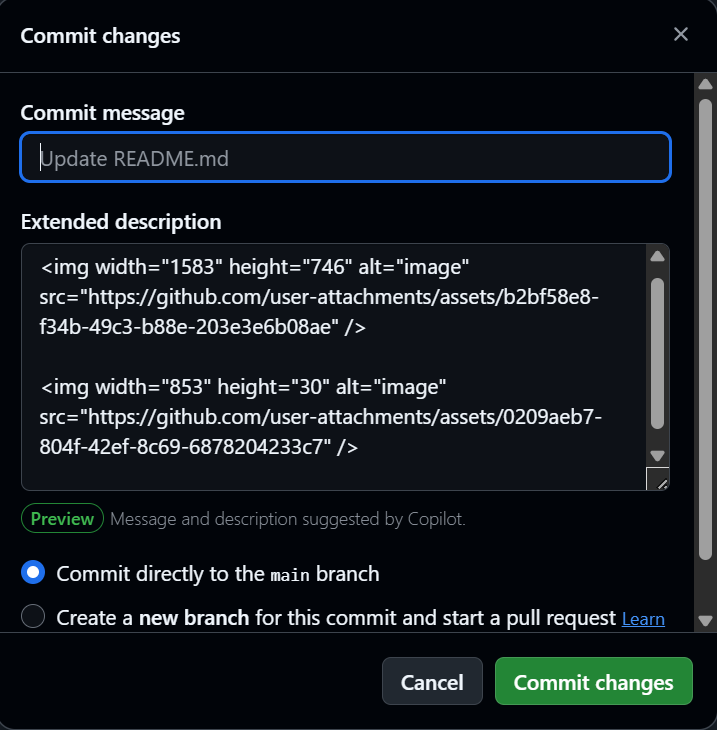 Commit changes
Commit message
Update README.md
Extended description
<img width="1583" height="746" alt="image"
src="https://github.com/user-attachments/assets/b2bf58e8-
f34b-49c3-b88e-203e3e6b08ae" />
<img width="853" height="30" alt="image"
src="https://github.com/user-attachments/assets/0209aeb7-
804f-42ef-8c69-6878204233c7" />
Preview Message and description suggested by Copilot.
Commit directly to the main branch
Create a new branch for this commit and start a pull request Learn
Cancel Commit changes